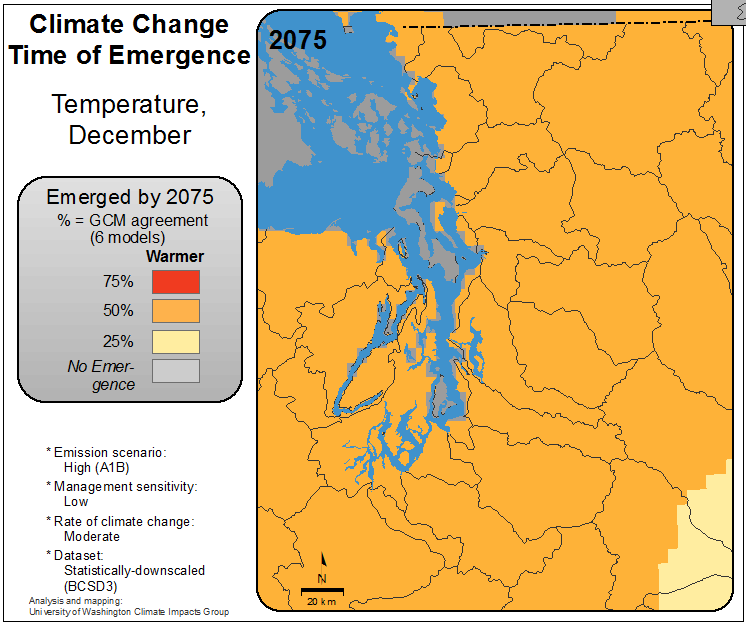 Climate Change
Time of Emergence
Temperature,
December
Emerged by 2075
% = GCM agreement
(6 models)
Warmer
75%
50%
25%
No Emer-
gence
* Emission scenario:
High (A1B)
* Management sensitivity:
Low
* Rate of climate change:
Moderate
* Dataset:
Statistically-downscaled
(BCSD3)
Analysis and mapping:
University of Washington Climate Impacts Group
2075
N
20 km